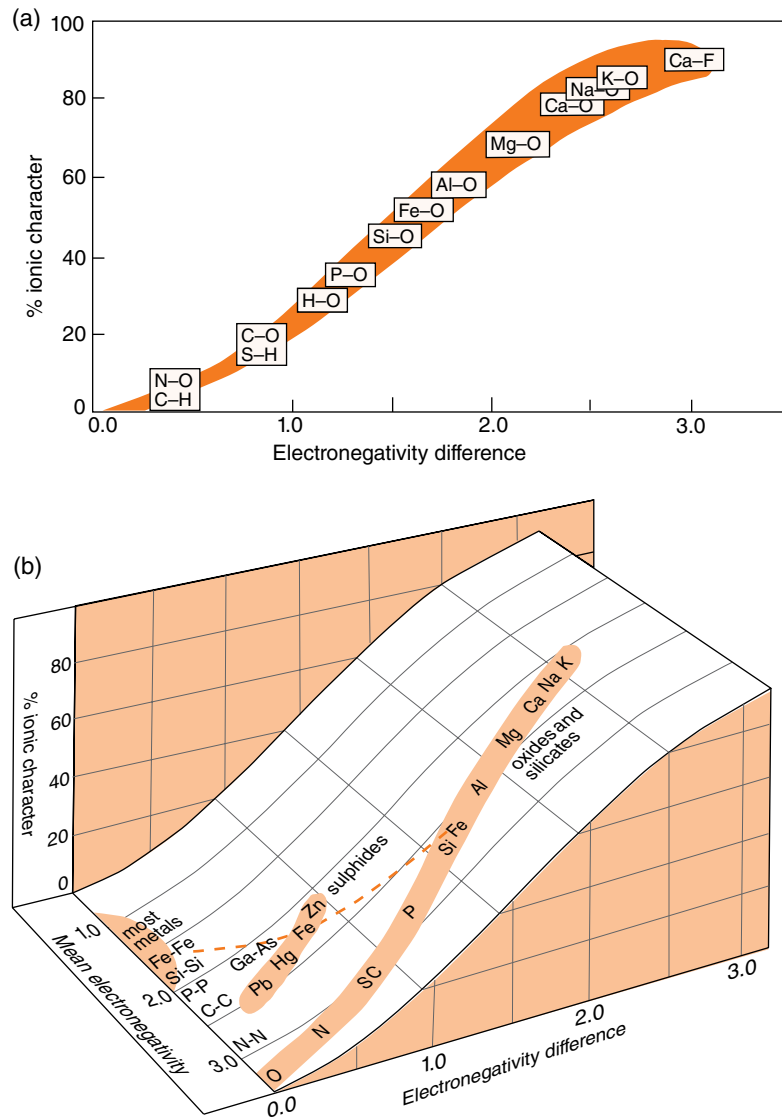 (a)
100
80
60
40
20
0
% ionic character
Ca–F
K–O
Na–O
Ca–O
Mg–O
Al–O
Fe–O
Si–O
P–O
H–O
C–O
S–H
N–O
C–H
0.0
1.0
2.0
3.0
Electronegativity difference
(b)
80
60
40
20
0
% ionic character
K
Na
Ca
Mg
oxides and
silicates
Al
Fe
Si
P
SC
N
O
sulphides
Zn
Fe
Hg
Pb
Ga-As
most
metals
Fe-Fe
Si-Si
P-P
C-C
N-N
1.0
2.0
3.0
Mean electronegativity
0.0
1.0
2.0
3.0
Electronegativity difference